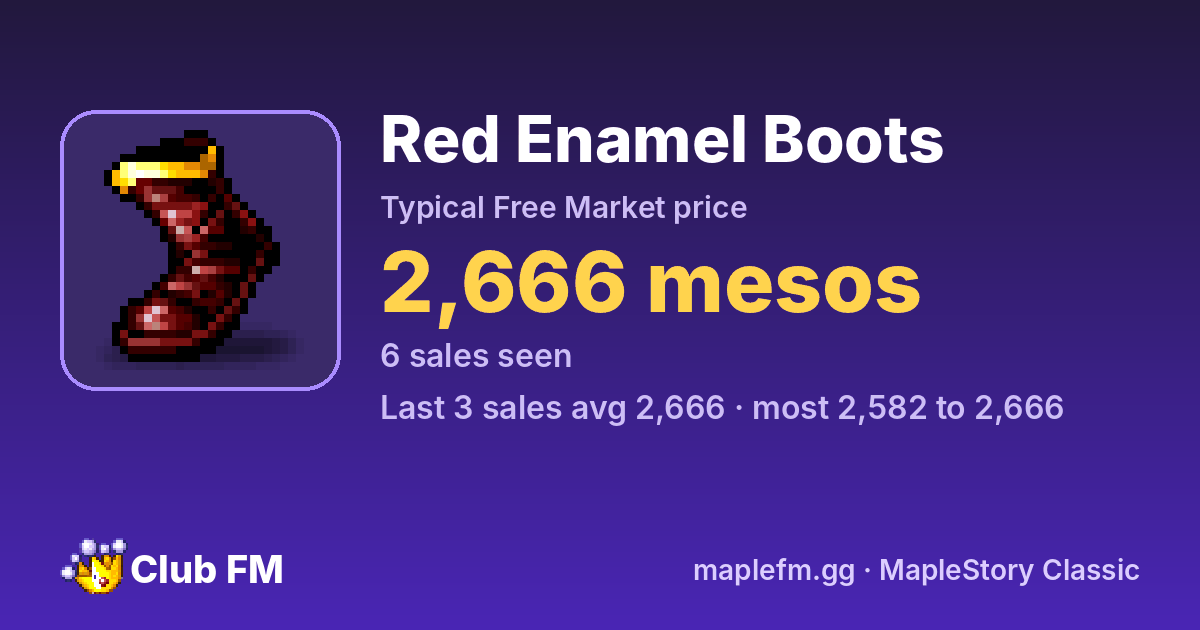 Red Enamel Boots
Typical Free Market price
2,666 mesos
6 sales seen
Last 3 sales avg 2,666 · most 2,582 to 2,666
Club FM
maplefm.gg · MapleStory Classic